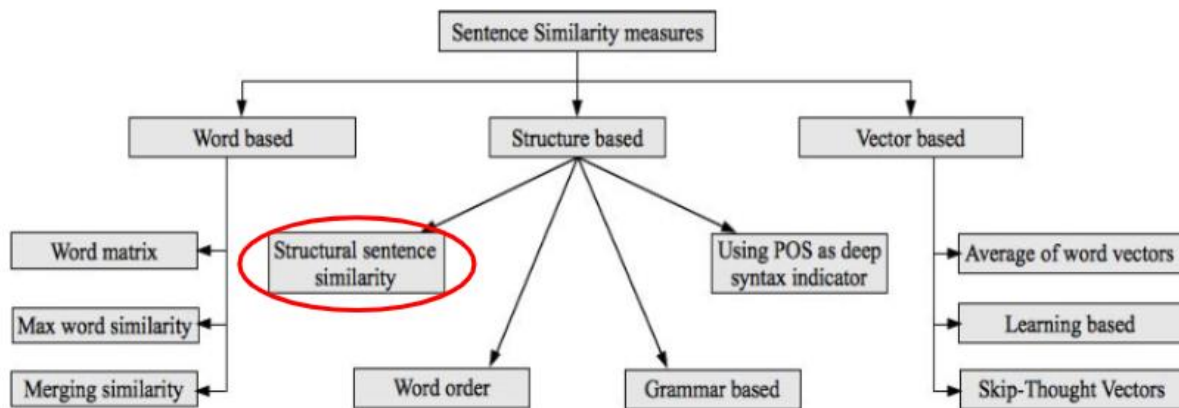 Sentence Similarity measures
Word based
Structure based
Vector based
Word matrix
Structural sentence
similarity
Using POS as deep
syntax indicator
Average of word vectors
Max word similarity
Learning based
Merging similarity
Word order
Grammar based
Skip-Thought Vectors